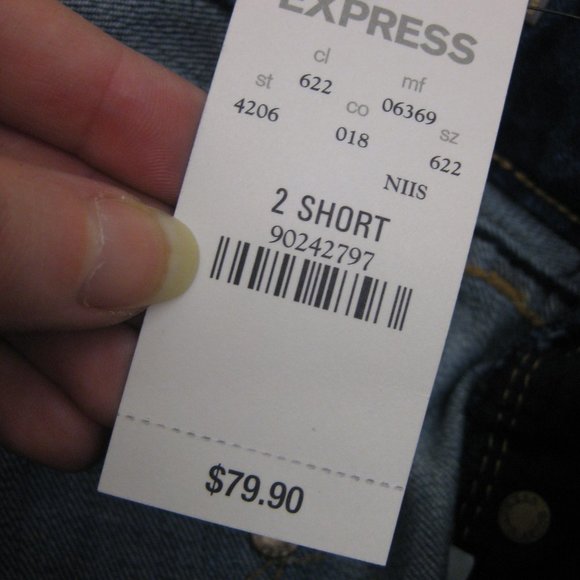 EXPRESS
cl mf
st 622 co 06369 sz
4206 018 622
NIIS
2 SHORT
90242797
$79.90